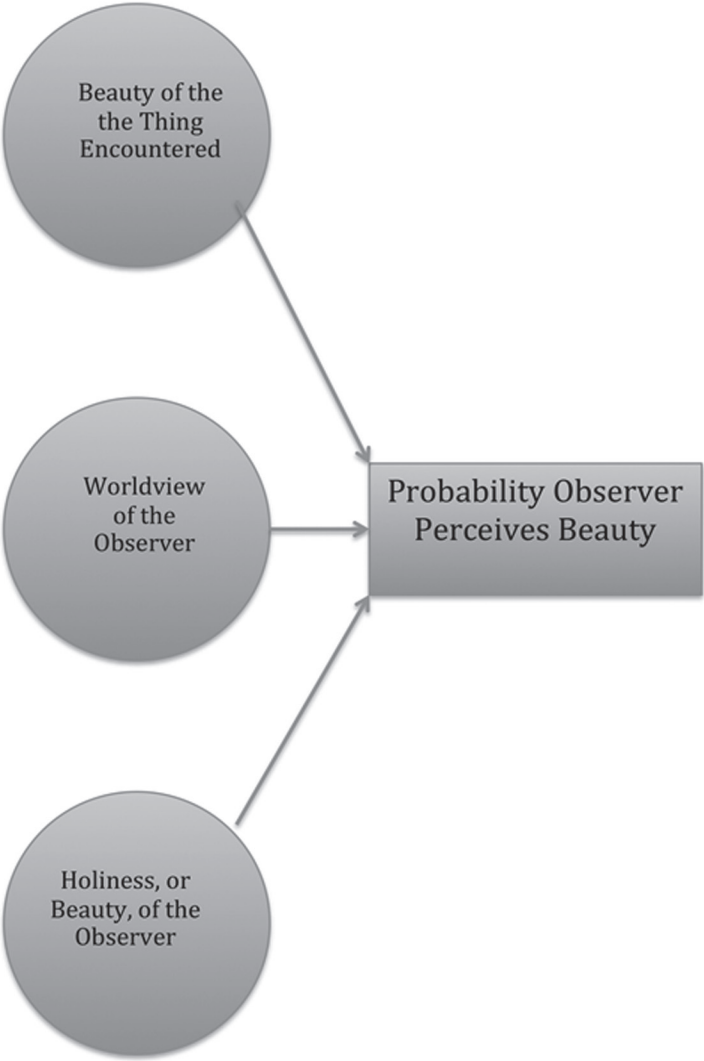 Beauty of the
the Thing
Encountered
Worldview
of the
Observer
Probability Observer
Perceives Beauty
Holiness, or
Beauty, of the
Observer